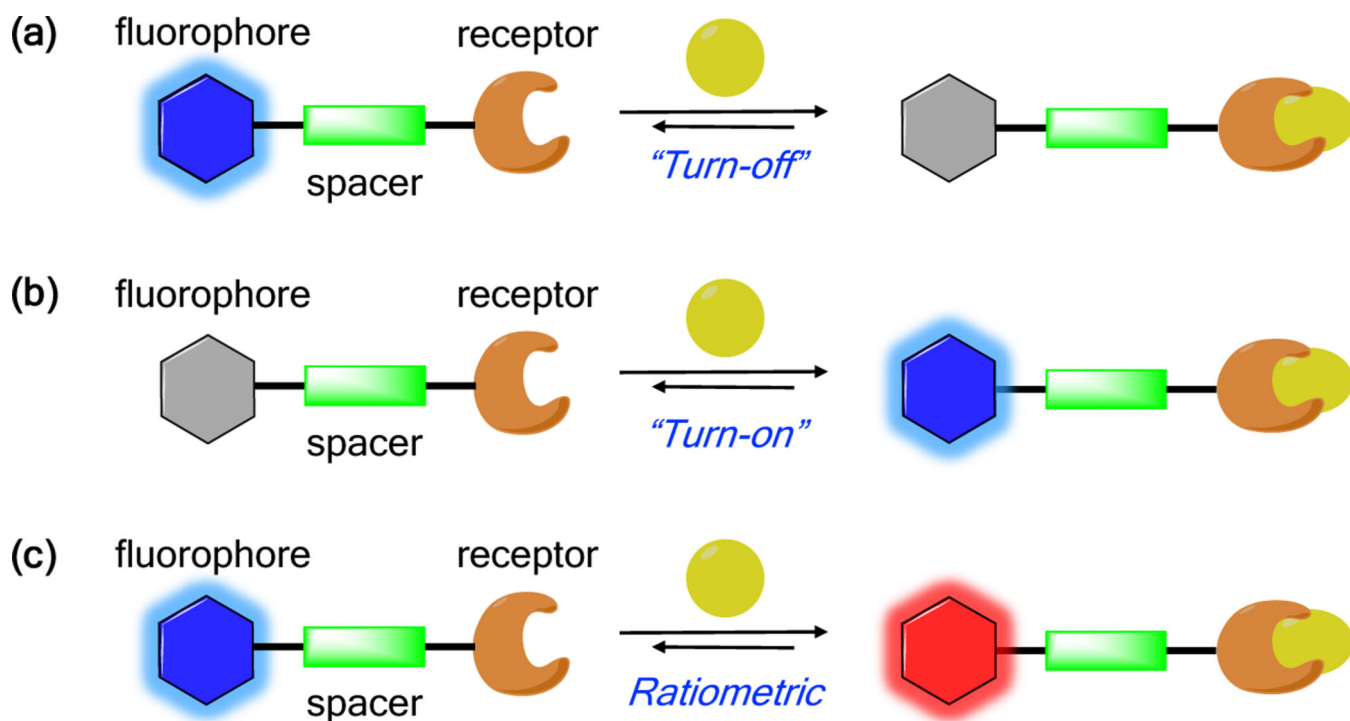 (a) fluorophore receptor
"Turn-off"
spacer
(b) fluorophore receptor
"Turn-on"
spacer
(c) fluorophore receptor
Ratiometric
spacer